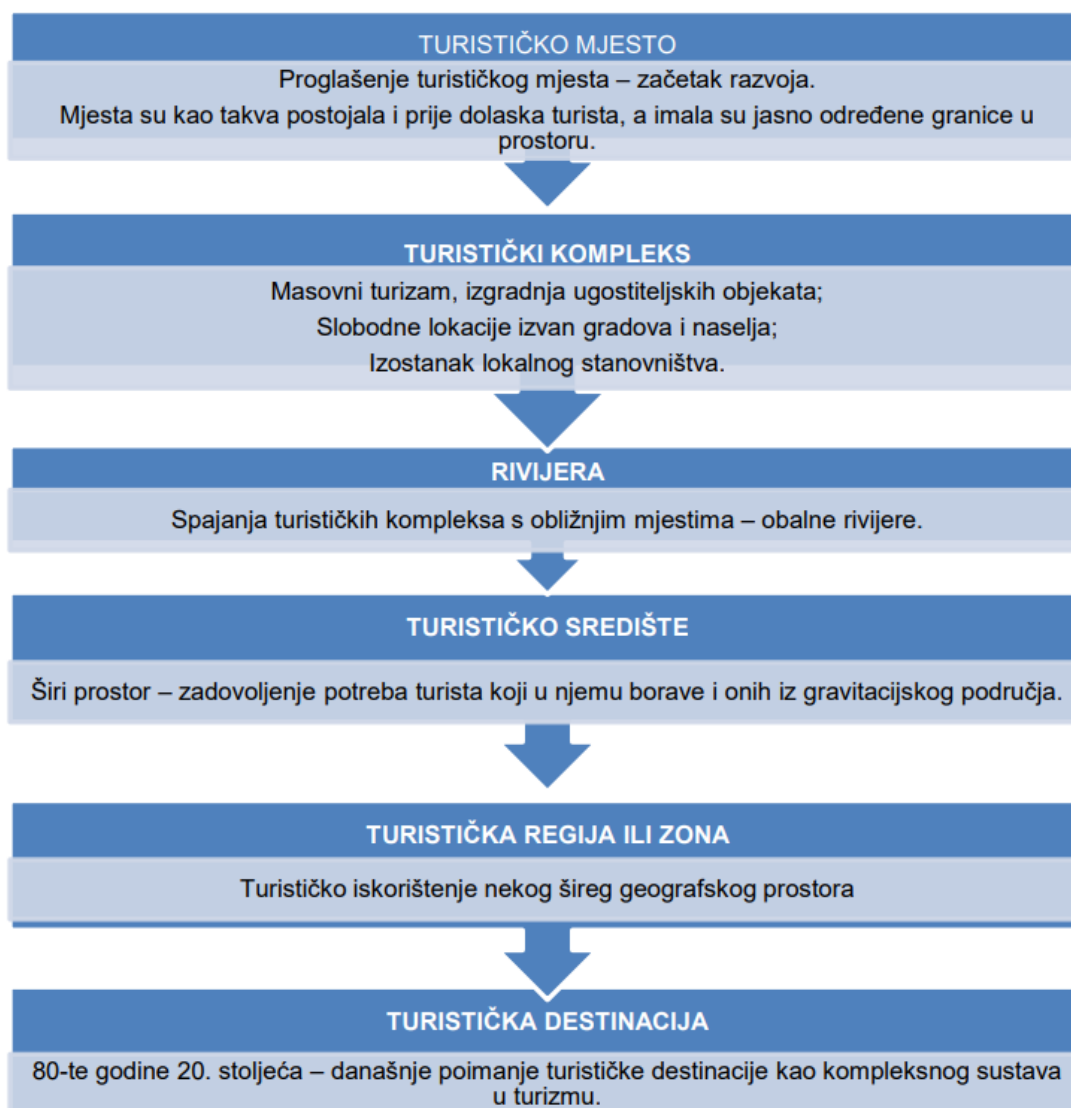 TURISTIČKO MJESTO
Proglašenje turističkog mjesta – začetak razvoja.
Mjesta su kao takva postojala i prije dolaska turista, a imala su jasno određene granice u
prostoru.
TURISTIČKI KOMPLEKS
Masovni turizam, izgradnja ugostiteljskih objekata;
Slobodne lokacije izvan gradova i naselja;
Izostanak lokalnog stanovništva.
RIVIJERA
Spajanja turističkih kompleksa s obližnjim mjestima – obalne rivijere.
TURISTIČKO SREDIŠTE
Širi prostor – zadovoljenje potreba turista koji u njemu borave i onih iz gravitacijskog područja.
TURISTIČKA REGIJA ILI ZONA
Turističko iskorištenje nekog šireg geografskog prostora
TURISTIČKA DESTINACIJA
80-te godine 20. stoljeća – današnje poimanje turističke destinacije kao kompleksnog sustava
u turizmu.